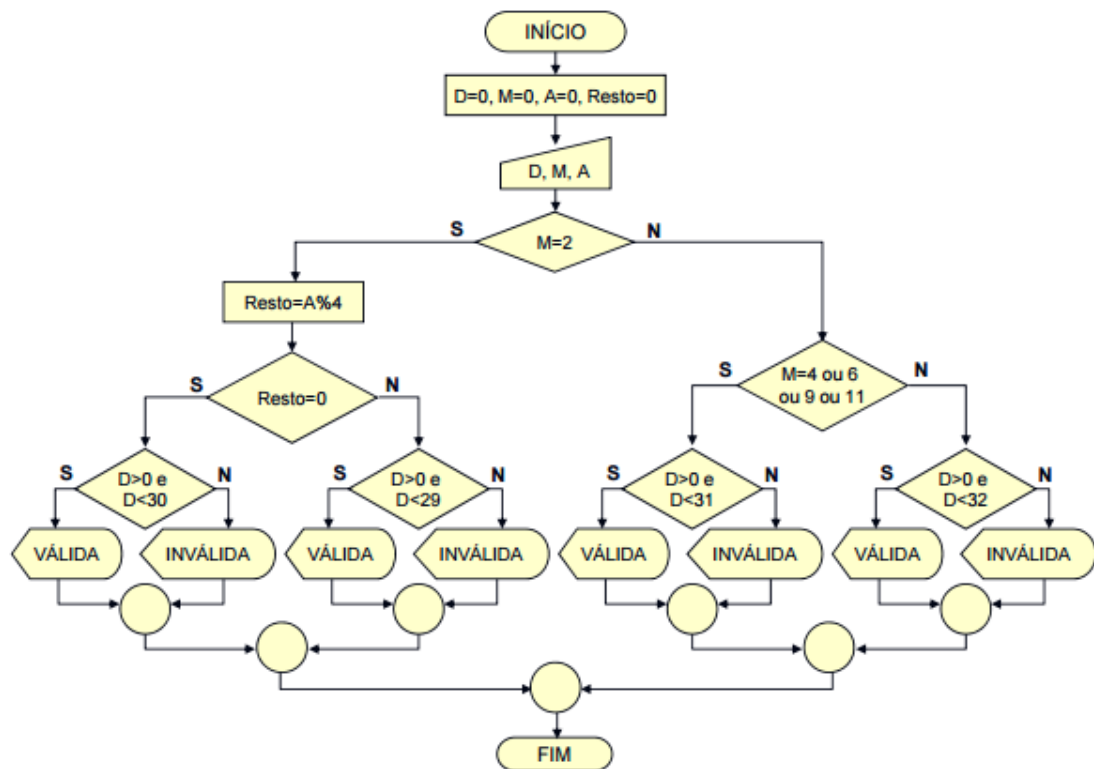 INÍCIO
D=0, M=0, A=0, Resto=0
D, M, A
S
M=2
N
Resto=A%4
S
Resto=0
N
S
M=4 ou 6
ou 9 ou 11
N
S
D>0 e
D<30
N
S
D>0 e
D<29
N
S
D>0 e
D<31
N
S
D>0 e
D<32
N
VÁLIDA
INVÁLIDA
VÁLIDA
INVÁLIDA
VÁLIDA
INVÁLIDA
VÁLIDA
INVÁLIDA
FIM